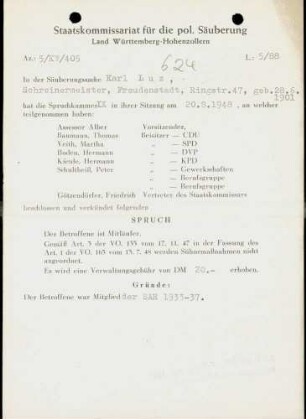 Staatskommissariat für die pol. Säuberung
Land Württemberg-Hohenzollern
Az: 5/XX/405
L. 5/88
624
In der Säuberungssache Karl Luz,
Schreinermeister, Freudenstadt, Ringstr.47, geb.28.6.
1901
hat die Spruchkammer XX in ihrer Sitzung am 20.9.1948, an welcher
teilgenommen haben:
Assessor Alber Vorsitzender,
Baumann, Thomas Beisitzer — CDU
Veith, Martha „ — SPD
Boden, Hermann „ — DVP
Kienle, Hermann „ — KPD
Schultheiß, Peter „ — Gewerkschaften
„ — Berufsgruppe
„ — Berufsgruppe
Götzendörfer, Friedrich Vertreter des Staatskommissars
beschlossen und verkündet folgenden
SPRUCH
Der Betroffene ist Mitläufer.
Gemäß Art. 5 der VO. 133 vom 17. 11. 47 in der Fassung des
Art. 1 der VO. 165 vom 13. 7. 48 werden Sühnemaßnahmen nicht
angeordnet.
Es wird eine Verwaltungsgebühr von DM 20.– erhoben.
Gründe:
Der Betroffene war Mitglied der SAR 1933-37.